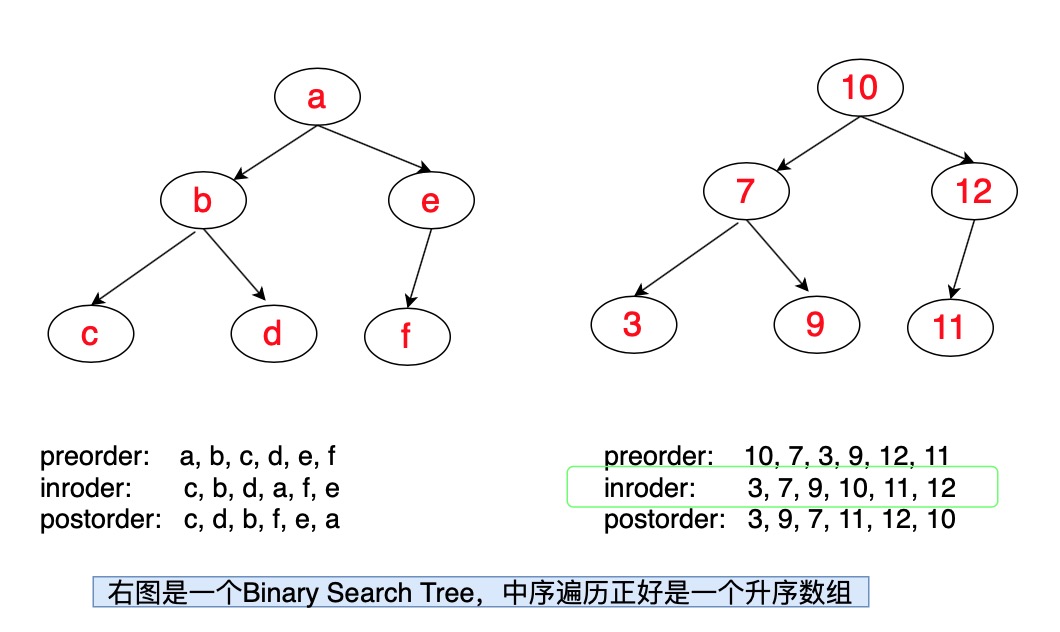 a
10
b
e
7
12
c
d
f
3
9
11
preorder: a, b, c, d, e, f
inroder: c, b, d, a, f, e
postorder: c, d, b, f, e, a
preorder: 10, 7, 3, 9, 12, 11
inroder: 3, 7, 9, 10, 11, 12
postorder: 3, 9, 7, 11, 12, 10
右图是一个Binary Search Tree，中序遍历正好是一个升序数组